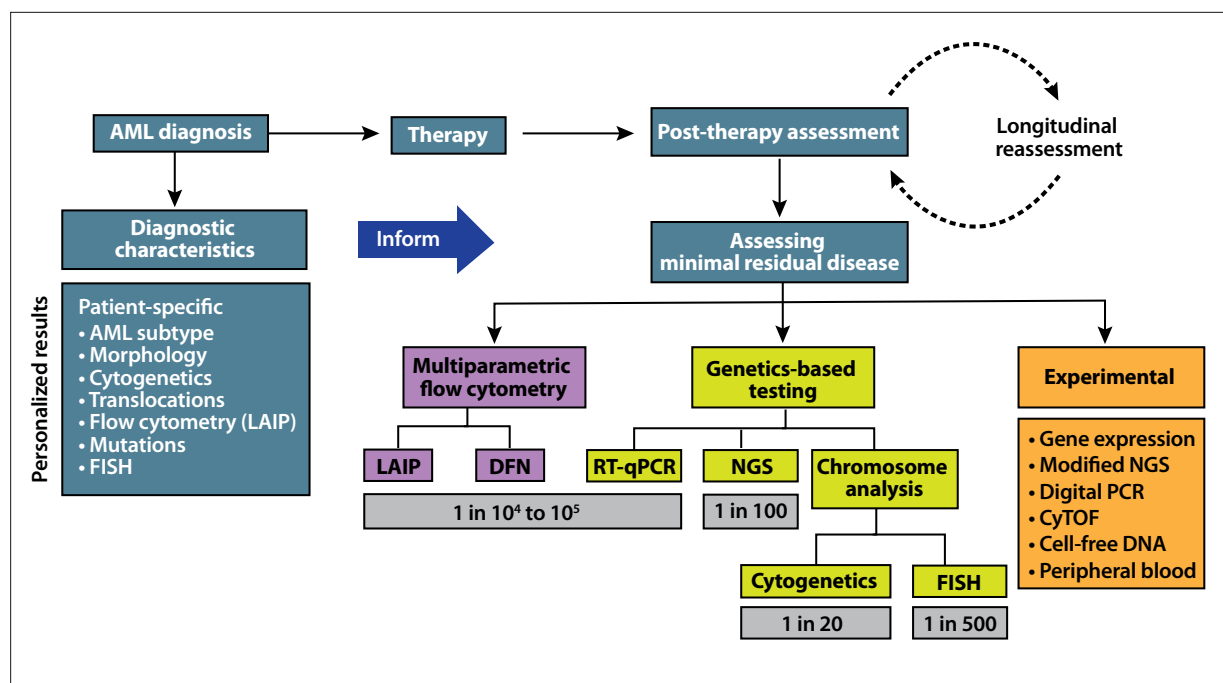 AML diagnosis
Therapy
Post-therapy assessment
Longitudinal
reassessment
Diagnostic
characteristics
Inform
Assessing
minimal residual disease
Personalized results
Patient-specific
• AML subtype
• Morphology
• Cytogenetics
• Translocations
• Flow cytometry (LAIP)
• Mutations
• FISH
Multiparametric
flow cytometry
LAIP
DFN
Genetics-based
testing
RT-qPCR
NGS
Chromosome
analysis
1 in 10⁴ to 10⁵
1 in 100
Cytogenetics
FISH
1 in 20
1 in 500
Experimental
• Gene expression
• Modified NGS
• Digital PCR
• CyTOF
• Cell-free DNA
• Peripheral blood